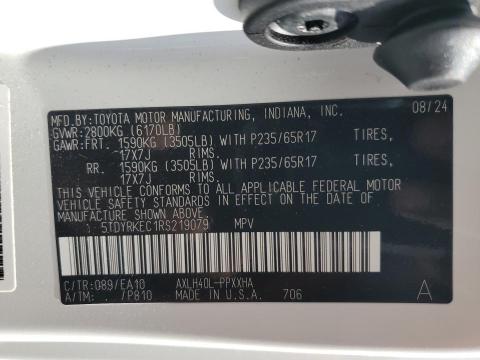 MFD.BY:TOYOTA MOTOR MANUFACTURING, INDIANA, INC. 08/24
GVWR:2800KG (6170LB)
GAWR:FRT. 1590KG (3505LB) WITH P235/65R17 TIRES,
17X7J RIMS.
RR. 1590KG (3505LB) WITH P235/65R17 TIRES,
17X7J RIMS.
THIS VEHICLE CONFORMS TO ALL APPLICABLE FEDERAL MOTOR
VEHICLE SAFETY STANDARDS IN EFFECT ON THE DATE OF
MANUFACTURE SHOWN ABOVE.
5TDYRKEC1RS219079 MPV
C/TR:089/EA10 AXLH40L-PPXXHA
A/TM: /P810 MADE IN U.S.A. 706 A